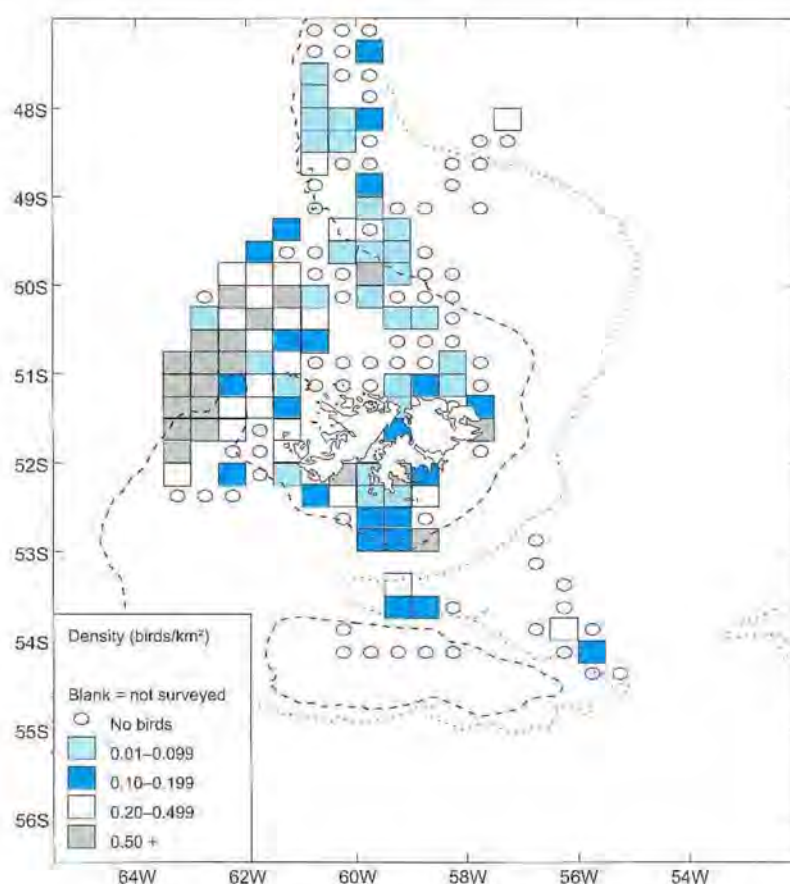 48S
49S
50S
51S
52S
53S
54S
55S
56S
Density (birds/km²)
Blank = not surveyed
No birds
0.01–0.099
0.10–0.199
0.20–0.499
0.50 +
64W 62W 60W 58W 56W 54W